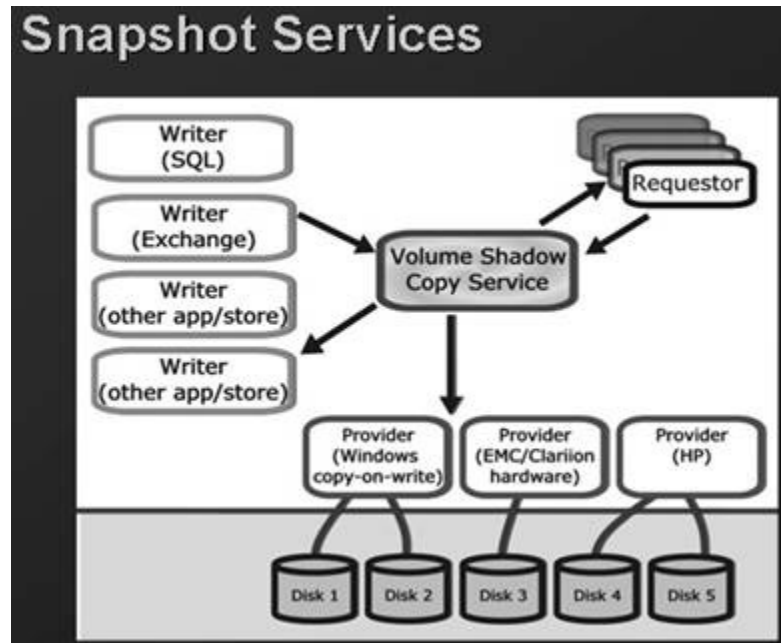 Snapshot Services
Writer
(SQL)
Writer
(Exchange)
Writer
(other app/store)
Writer
(other app/store)
Requestor
Volume Shadow
Copy Service
Provider
(Windows
copy-on-write)
Provider
(EMC/Clariion
hardware)
Provider
(HP)
Disk 1
Disk 2
Disk 3
Disk 4
Disk 5